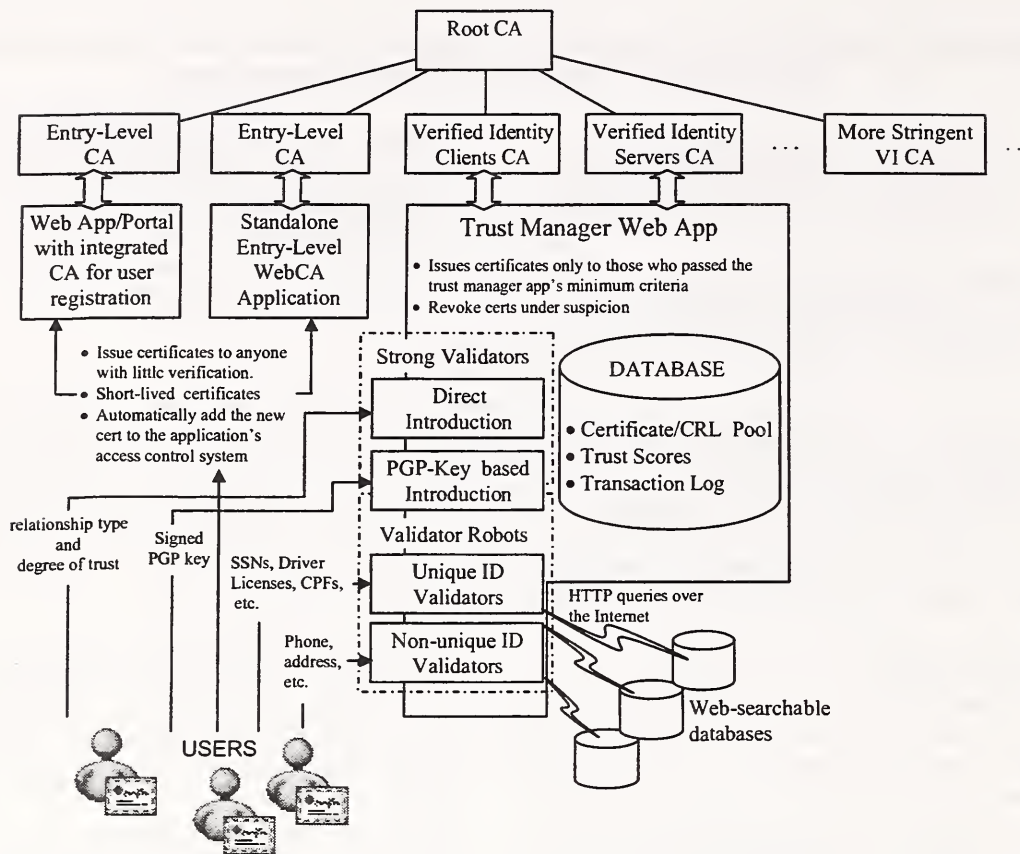 Root CA
Entry-Level
CA
Entry-Level
CA
Verified Identity
Clients CA
Verified Identity
Servers CA
...
More Stringent
VI CA
...
Web App/Portal
with integrated
CA for user
registration
Standalone
Entry-Level
WebCA
Application
Trust Manager Web App
• Issues certificates only to those who passed the
trust manager app's minimum criteria
• Revoke certs under suspicion
• Issue certificates to anyone
with little verification.
• Short-lived certificates
• Automatically add the new
cert to the application's
access control system
Strong Validators
Direct
Introduction
PGP-Key based
Introduction
DATABASE
• Certificate/CRL Pool
• Trust Scores
• Transaction Log
relationship type
and
degree of trust
Signed
PGP key
Validator Robots
SSNs, Driver
Licenses, CPFs,
etc.
Unique ID
Validators
HTTP queries over
the Internet
Phone,
address,
etc.
Non-unique ID
Validators
Web-searchable
databases
USERS